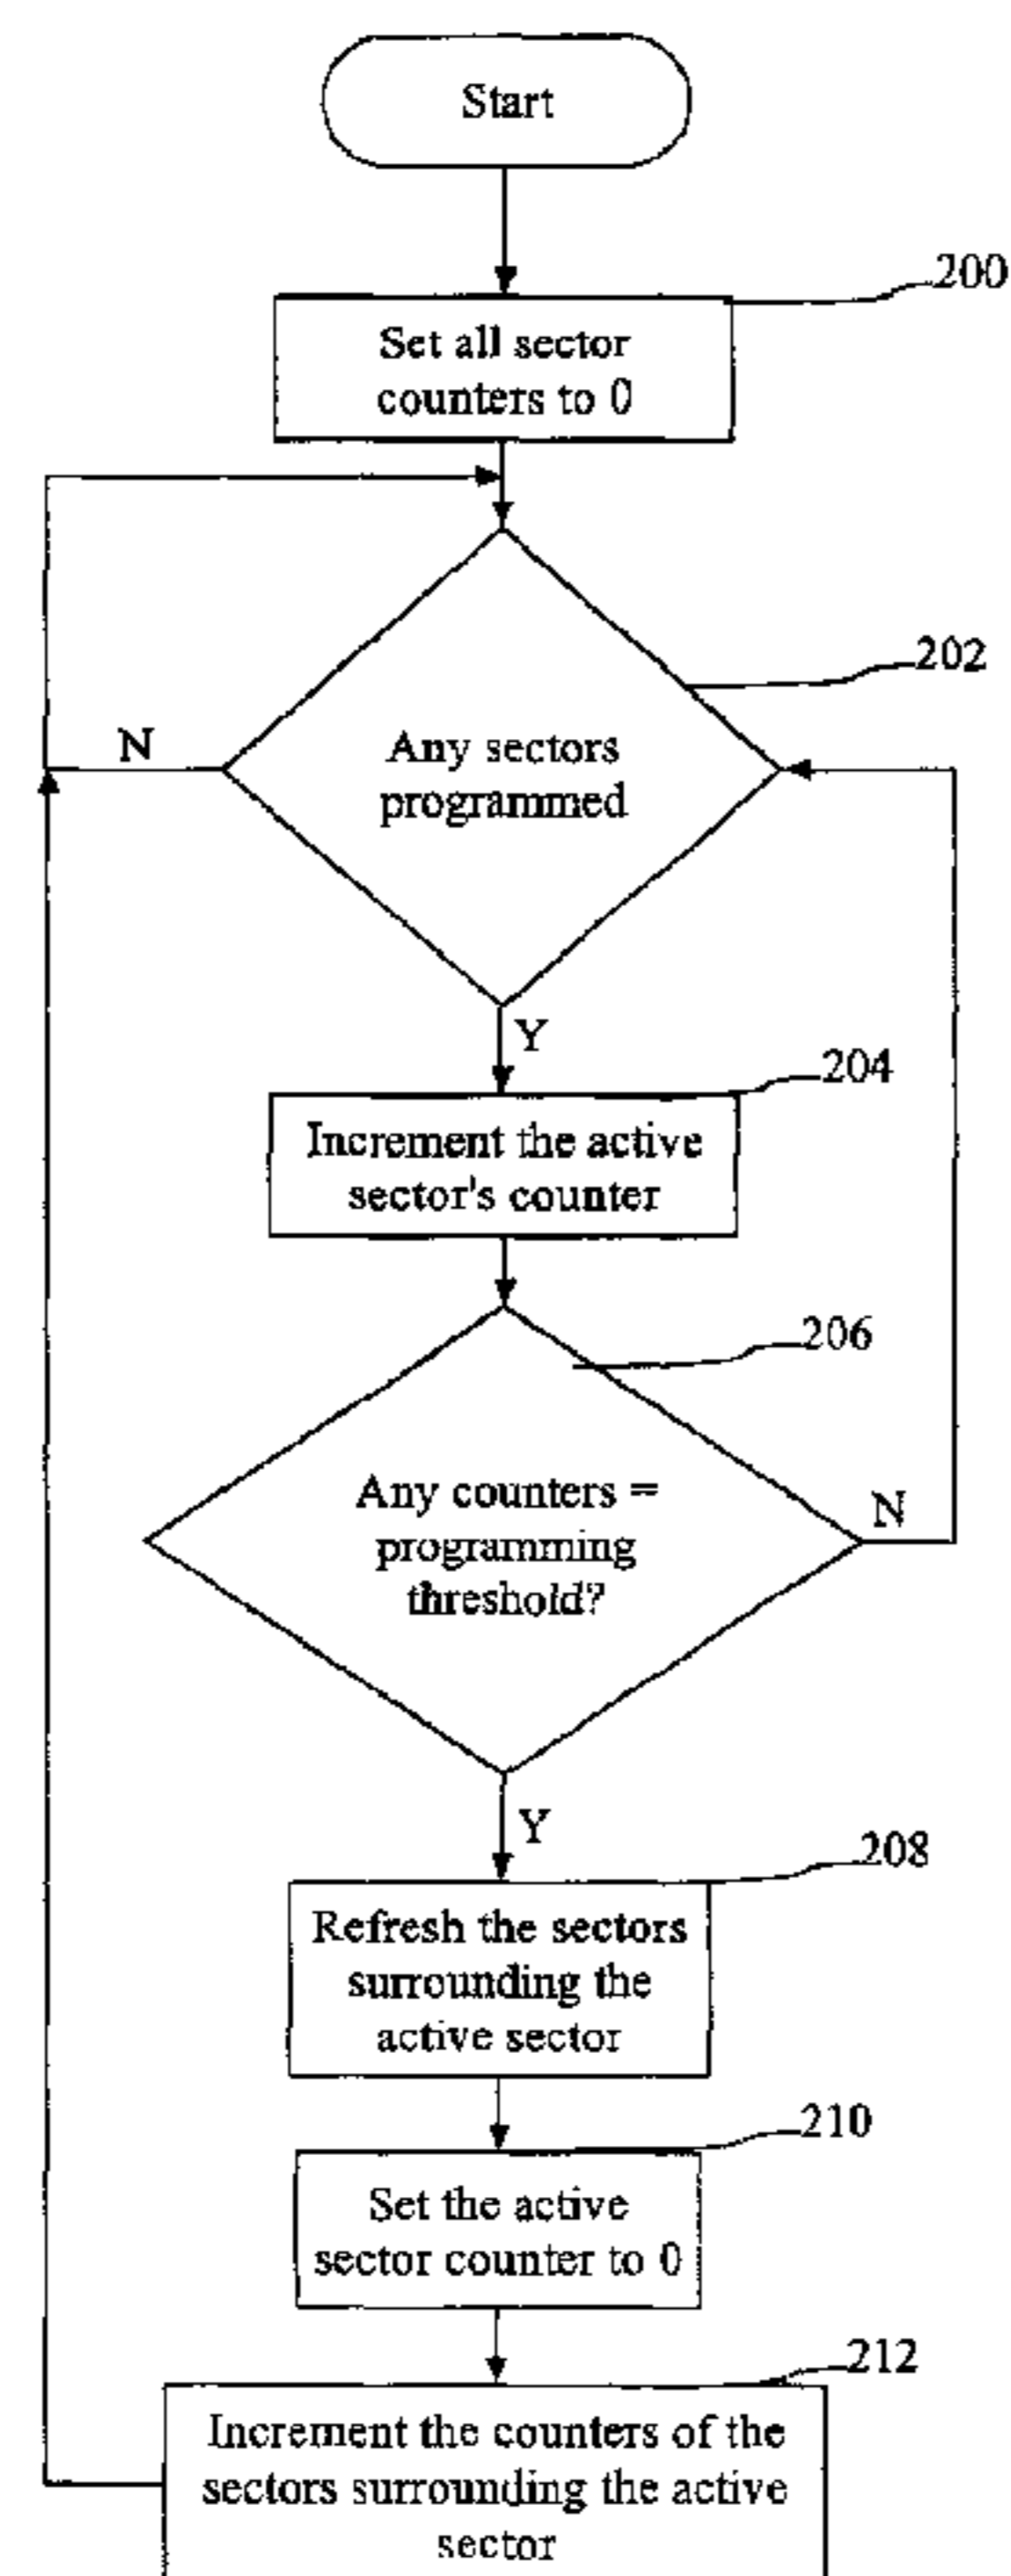 Start
200
Set all sector
counters to 0
202
N
Any sectors
programmed
Y
204
Increment the active
sector's counter
206
Any counters =
programming
threshold?
N
Y
208
Refresh the sectors
surrounding the
active sector
210
Set the active
sector counter to 0
212
Increment the counters of the
sectors surrounding the active
sector